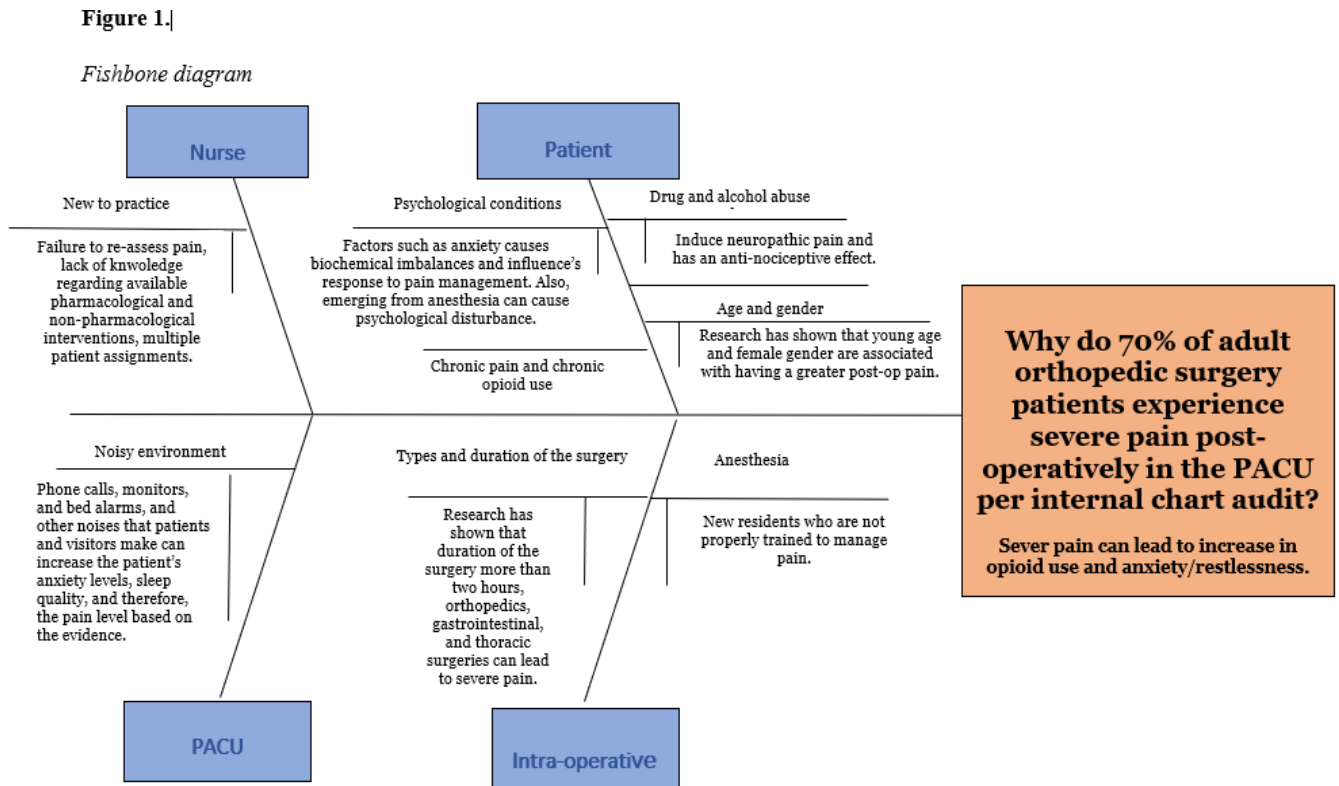 Figure 1.
Fishbone diagram
Nurse
Patient
New to practice
Failure to re-assess pain,
lack of knwoledge
regarding available
pharmacological and
non-pharmacological
interventions, multiple
patient assignments.
Psychological conditions
Factors such as anxiety causes
biochemical imbalances and influence's
response to pain management. Also,
emerging from anesthesia can cause
psychological disturbance.
Chronic pain and chronic
opioid use
Drug and alcohol abuse
Induce neuropathic pain and
has an anti-nociceptive effect.
Age and gender
Research has shown that young age
and female gender are associated
with having a greater post-op pain.
Why do 70% of adult
orthopedic surgery
patients experience
severe pain post-
operatively in the PACU
per internal chart audit?
Sever pain can lead to increase in
opioid use and anxiety/restlessness.
Noisy environment
Phone calls, monitors,
and bed alarms, and
other noises that patients
and visitors make can
increase the patient's
anxiety levels, sleep
quality, and therefore,
the pain level based on
the evidence.
Types and duration of the surgery
Research has
shown that
duration of the
surgery more than
two hours,
orthopedics,
gastrointestinal,
and thoracic
surgeries can lead
to severe pain.
Anesthesia
New residents who are not
properly trained to manage
pain.
PACU
Intra-operative